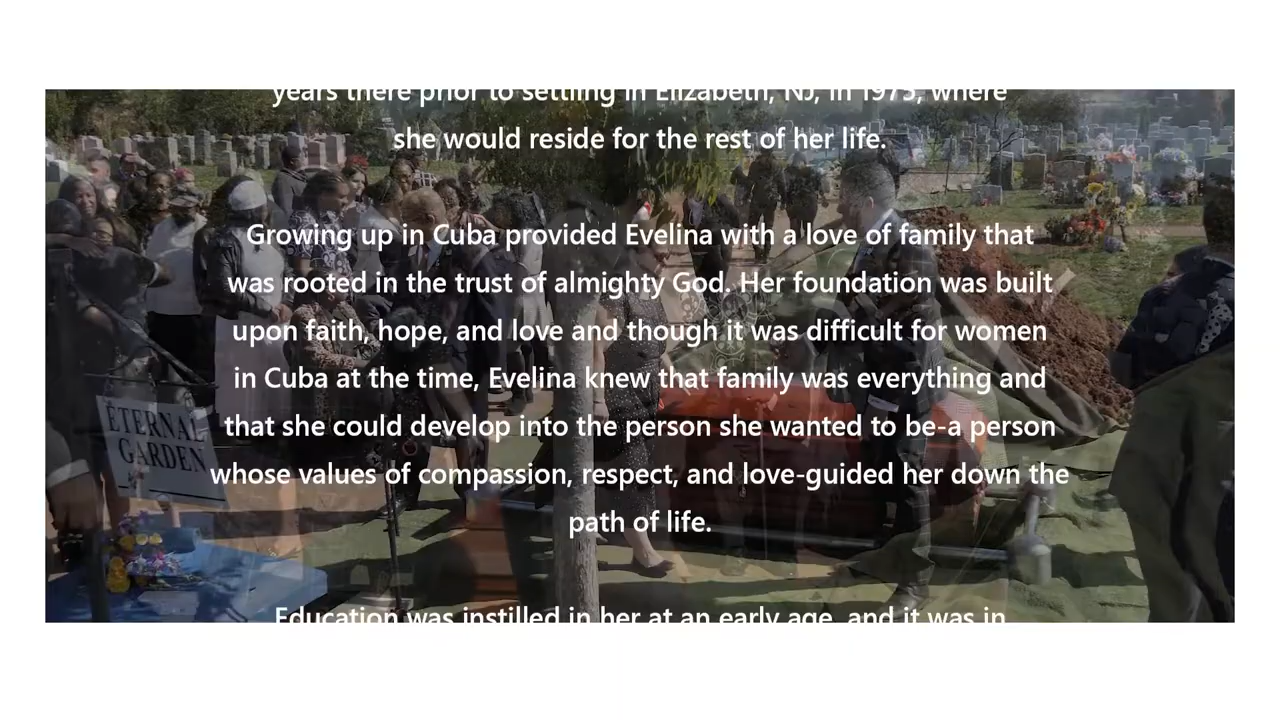 years there prior to settling in Elizabeth, NJ, in 1975, where
she would reside for the rest of her life.
Growing up in Cuba provided Evelina with a love of family that
was rooted in the trust of almighty God. Her foundation was built
upon faith, hope, and love and though it was difficult for women
in Cuba at the time, Evelina knew that family was everything and
that she could develop into the person she wanted to be-a person
whose values of compassion, respect, and love-guided her down the
path of life.
ETERNAL
GARDEN
Education was instilled in her at an early age, and it was in